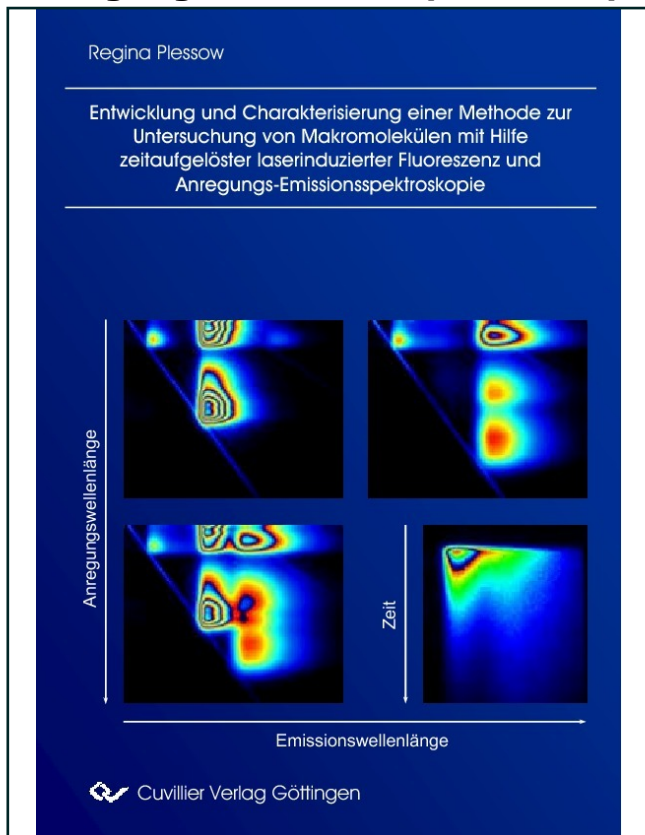 Regina Plessow
Entwicklung und Charakterisierung einer Methode zur
Untersuchung von Makromolekülen mit Hilfe
zeitaufgelöster laserinduzierter Fluoreszenz und
Anregungs-Emissionsspektroskopie
Anregungswellenlänge
Zeit
Emissionswellenlänge
Cuvillier Verlag Göttingen